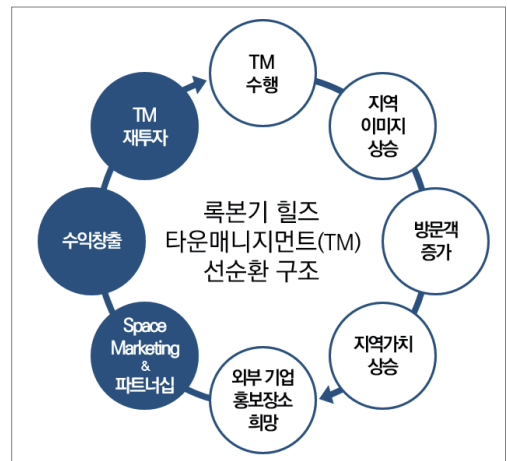 TM
수행
지역
이미지
상승
방문객
증가
지역가치
상승
외부 기업
홍보장소
희망
Space
Marketing
&
파트너십
수익창출
TM
재투자
록본기 힐즈
타운매니지먼트(TM)
선순환 구조